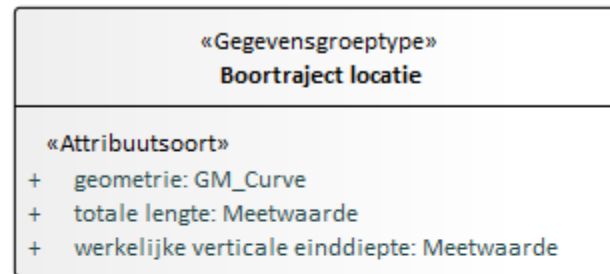 «Gegevensgroeptype»
Boortraject locatie
«Attribuutsoort»
+ geometrie: GM_Curve
+ totale lengte: Meetwaarde
+ werkelijke verticale einddiepte: Meetwaarde